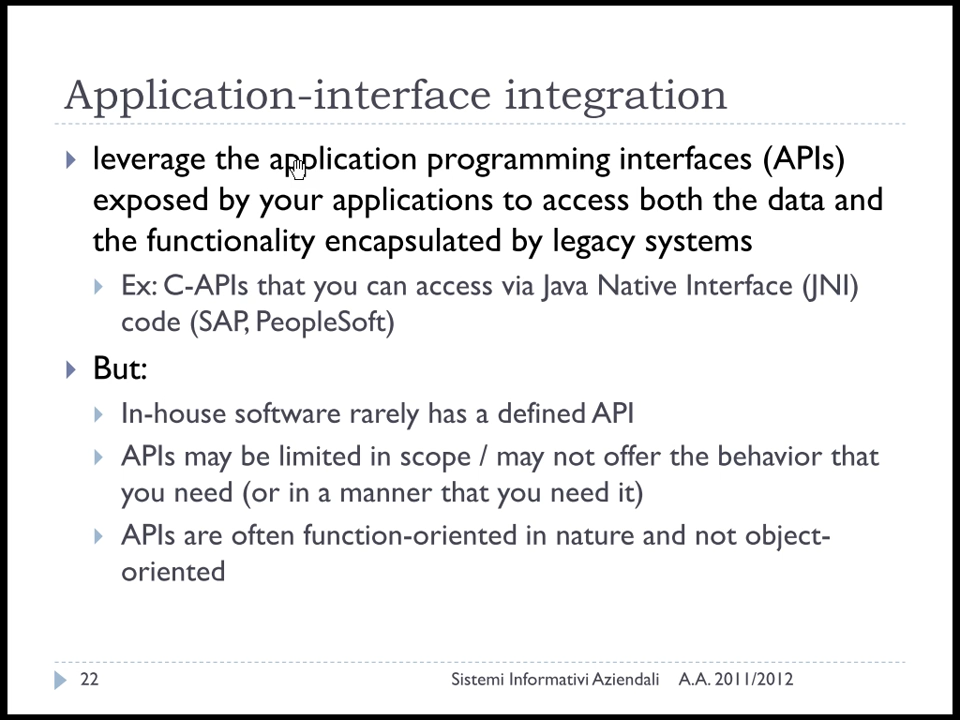 Application-interface integration
leverage the application programming interfaces (APIs)
exposed by your applications to access both the data and
the functionality encapsulated by legacy systems
Ex: C-APIs that you can access via Java Native Interface (JNI)
code (SAP, PeopleSoft)
But:
In-house software rarely has a defined API
APIs may be limited in scope / may not offer the behavior that
you need (or in a manner that you need it)
APIs are often function-oriented in nature and not object-
oriented
22 Sistemi Informativi Aziendali A.A. 2011/2012